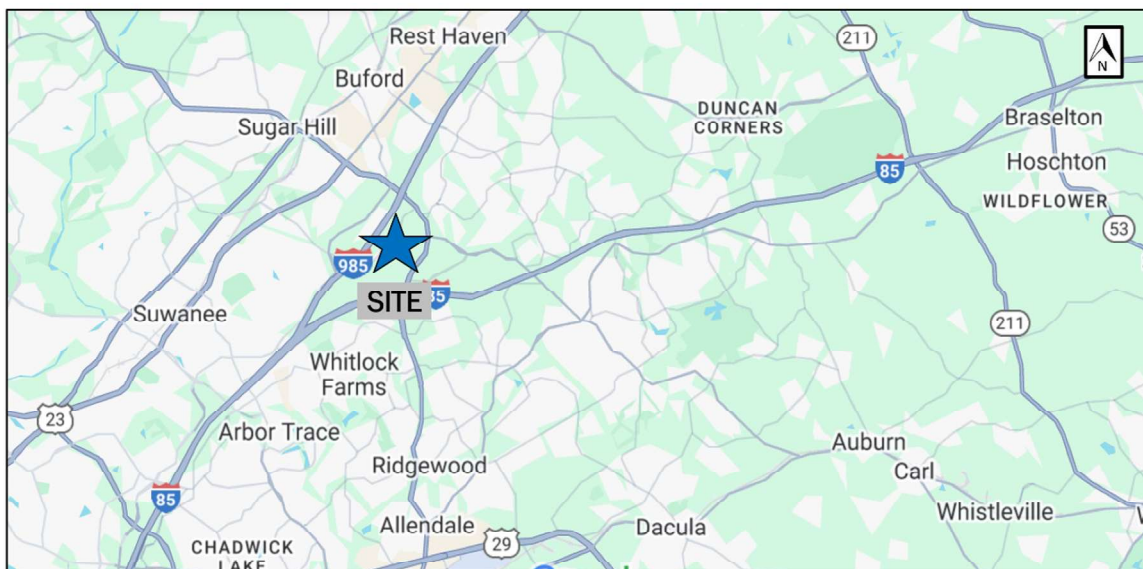 Rest Haven
211
N
Buford
DUNCAN
CORNERS
Braselton
Sugar Hill
85
Hoschton
WILDFLOWER
53
985
SITE
Suwanee
211
Whitlock
Farms
23
Arbor Trace
Auburn
Ridgewood
Carl
85
Whistleville
Allendale
29
Dacula
CHADWICK
LAKE